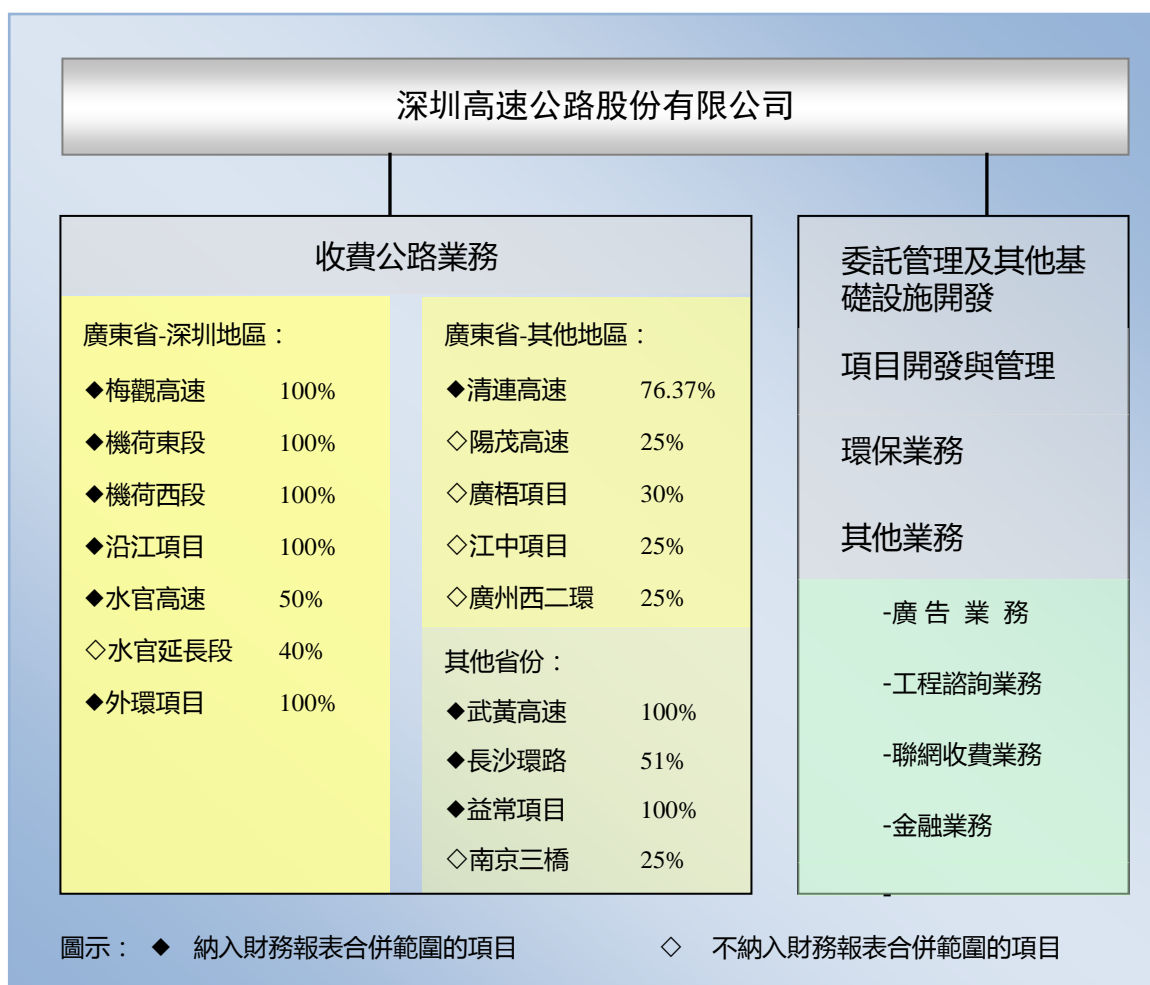 深圳高速公路股份有限公司
收費公路業務
廣東省-深圳地區：
◆梅觀高速 100%
◆機荷東段 100%
◆機荷西段 100%
◆沿江項目 100%
◆水官高速 50%
◇水官延長段 40%
◆外環項目 100%
廣東省-其他地區：
◆清連高速 76.37%
◇陽茂高速 25%
◇廣梧項目 30%
◇江中項目 25%
◇廣州西二環 25%
其他省份：
◆武黃高速 100%
◆長沙環路 51%
◆益常項目 100%
◇南京三橋 25%
委託管理及其他基
礎設施開發
項目開發與管理
環保業務
其他業務
-廣告業務
-工程諮詢業務
-聯網收費業務
-金融業務
-
圖示： ◆ 納入財務報表合併範圍的項目 ◇ 不納入財務報表合併範圍的項目